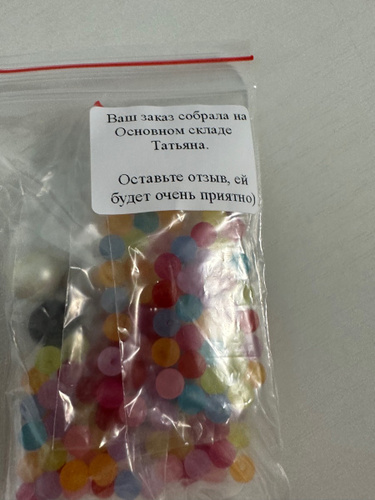 Ваш заказ собрала на
Основном складе
Татьяна.
Оставьте отзыв, ей
будет очень приятно)